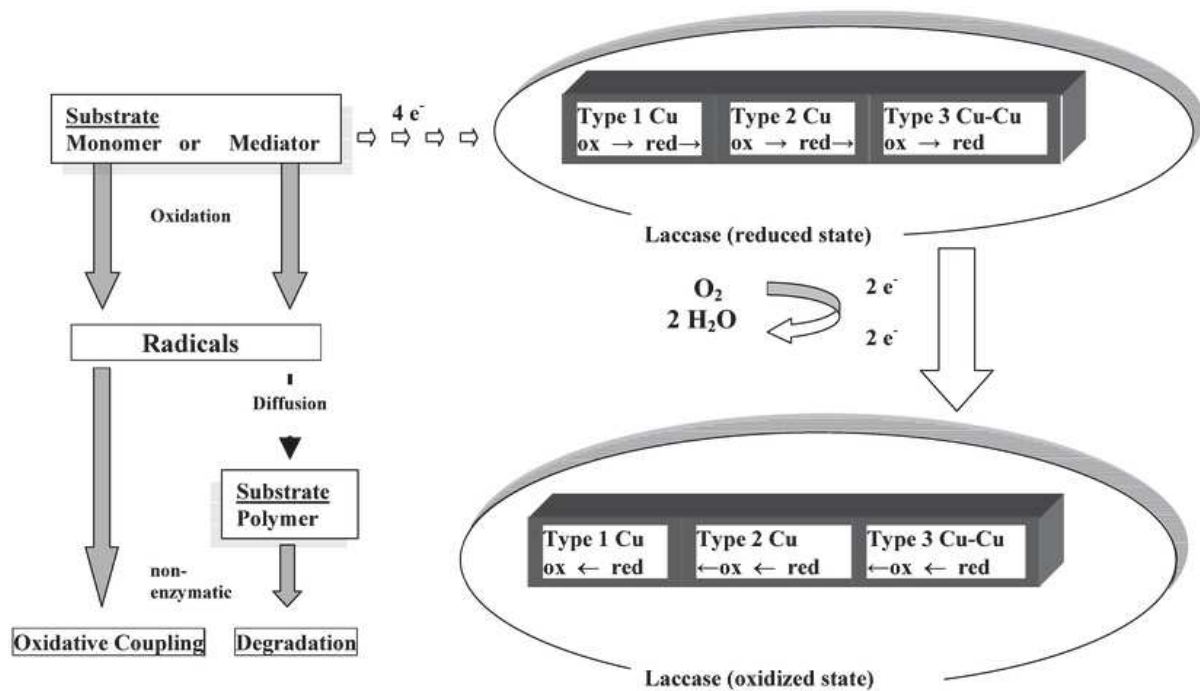 Substrate
Monomer or Mediator
4 e⁻
Oxidation
Radicals
Diffusion
Substrate
Polymer
non-
enzymatic
Oxidative Coupling
Degradation
Type 1 Cu
ox → red→
Type 2 Cu
ox → red→
Type 3 Cu-Cu
ox → red
Laccase (reduced state)
O₂
2 H₂O
2 e⁻
2 e⁻
Type 1 Cu
ox ← red
Type 2 Cu
←ox ← red
Type 3 Cu-Cu
←ox ← red
Laccase (oxidized state)